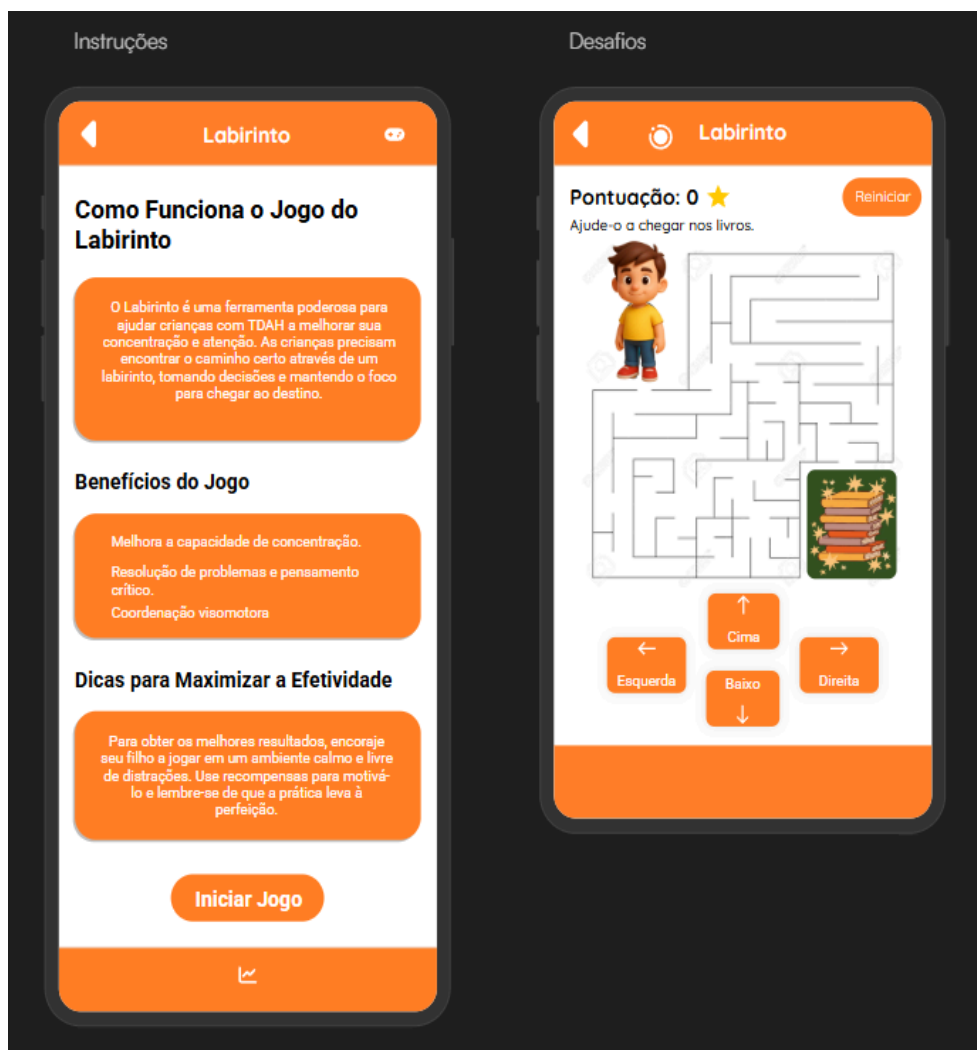 Instruções
Labirinto
Como Funciona o Jogo do
Labirinto
O Labirinto é uma ferramenta poderosa para
ajudar crianças com TDAH a melhorar sua
concentração e atenção. As crianças precisam
encontrar o caminho certo através de um
labirinto, tomando decisões e mantendo o foco
para chegar ao destino.
Benefícios do Jogo
Melhora a capacidade de concentração.
Resolução de problemas e pensamento
crítico.
Coordenação visomotora
Dicas para Maximizar a Efetividade
Para obter os melhores resultados, encoraje
seu filho a jogar em um ambiente calmo e livre
de distrações. Use recompensas para motivá-
lo e lembre-se de que a prática leva à
perfeição.
Iniciar Jogo
Desafios
Labirinto
Pontuação: 0
Reiniciar
Ajude-o a chegar nos livros.
↑
Cima
←
Esquerda
→
Direita
Baixo
↓